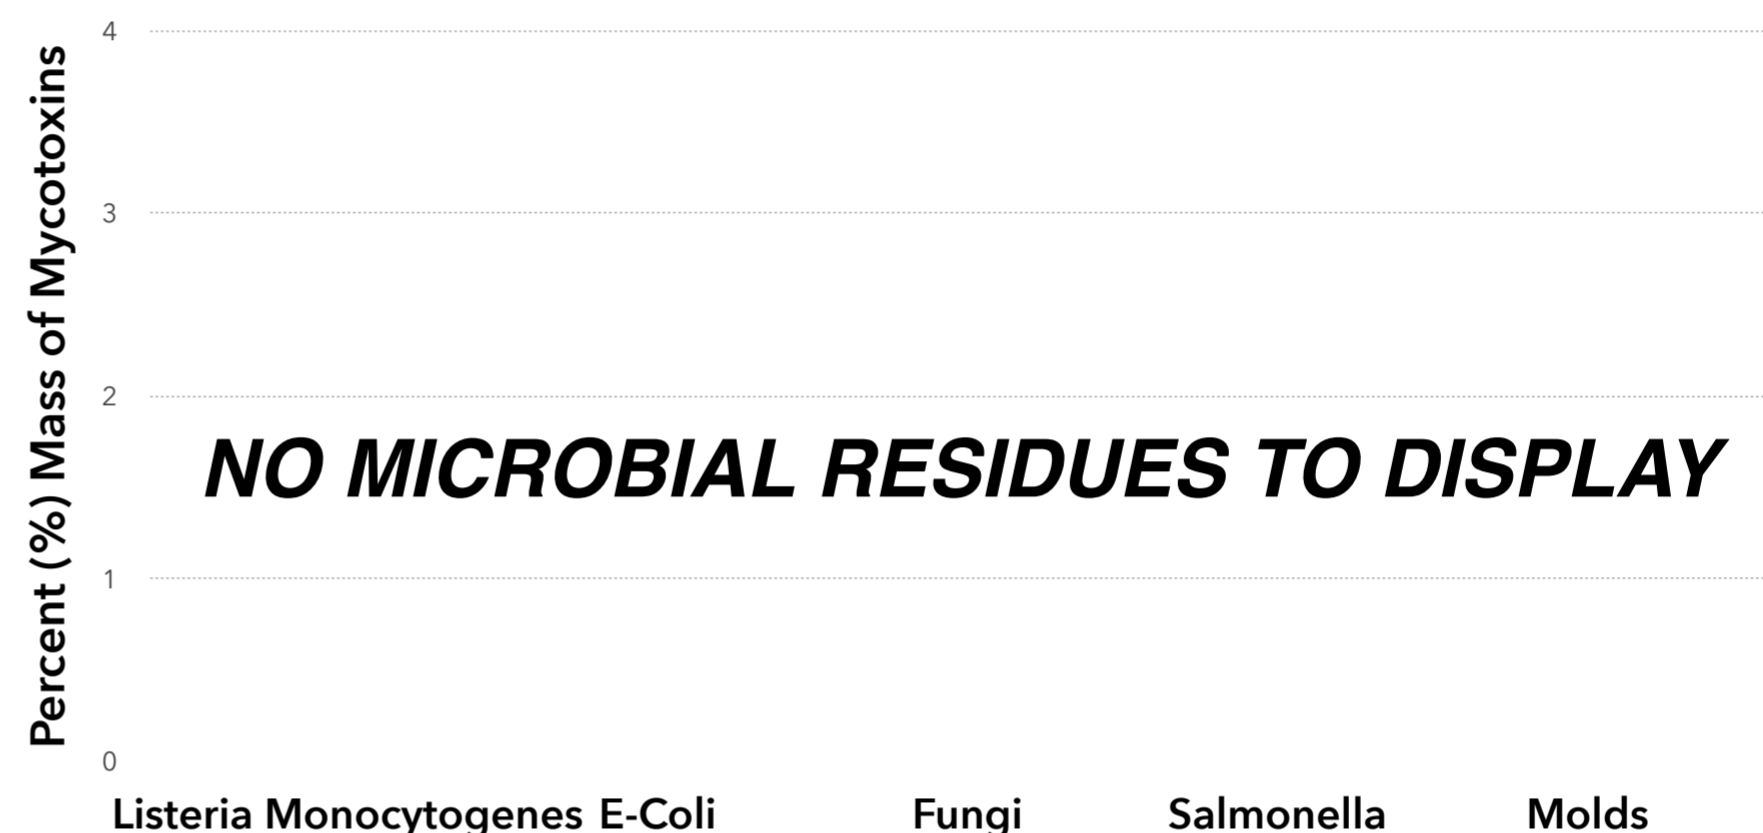 Percent (%) Mass of Mycotoxins
4
3
2
NO MICROBIAL RESIDUES TO DISPLAY
1
0
Listeria Monocytogenes E-Coli Fungi Salmonella Molds